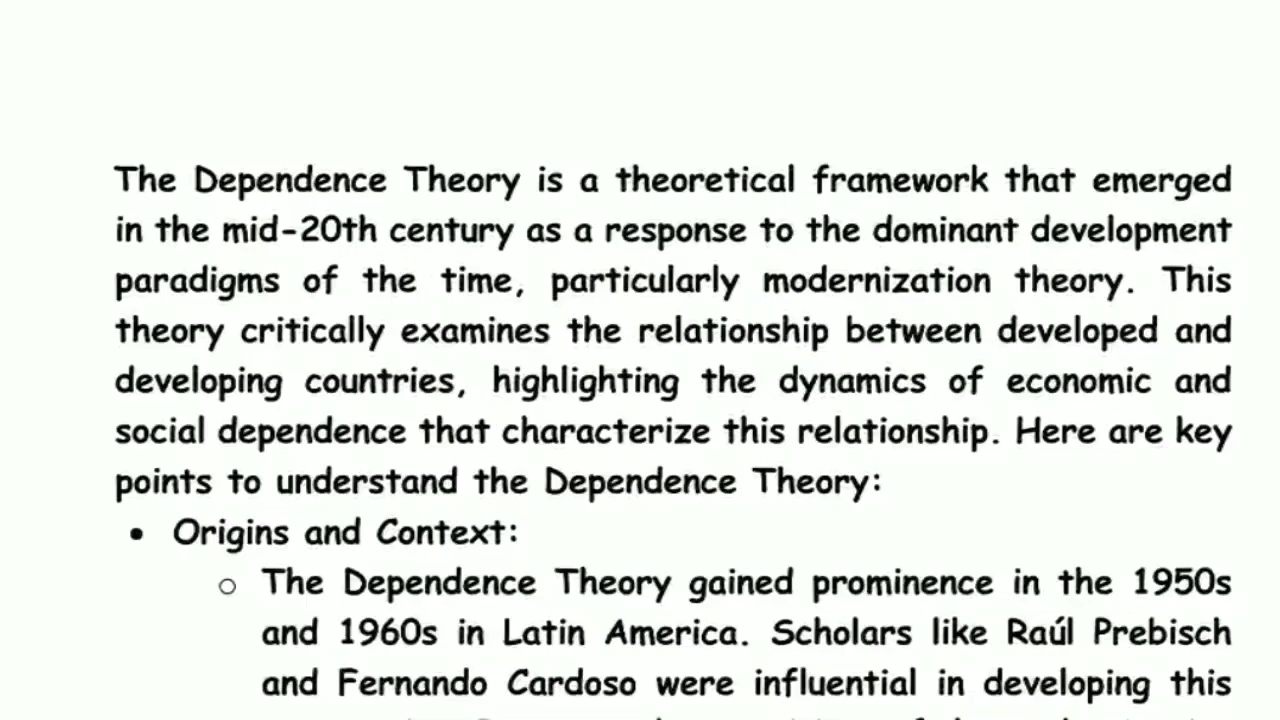 The Dependence Theory is a theoretical framework that emerged
in the mid-20th century as a response to the dominant development
paradigms of the time, particularly modernization theory. This
theory critically examines the relationship between developed and
developing countries, highlighting the dynamics of economic and
social dependence that characterize this relationship. Here are key
points to understand the Dependence Theory:
• Origins and Context:
○ The Dependence Theory gained prominence in the 1950s
and 1960s in Latin America. Scholars like Raúl Prebisch
and Fernando Cardoso were influential in developing this